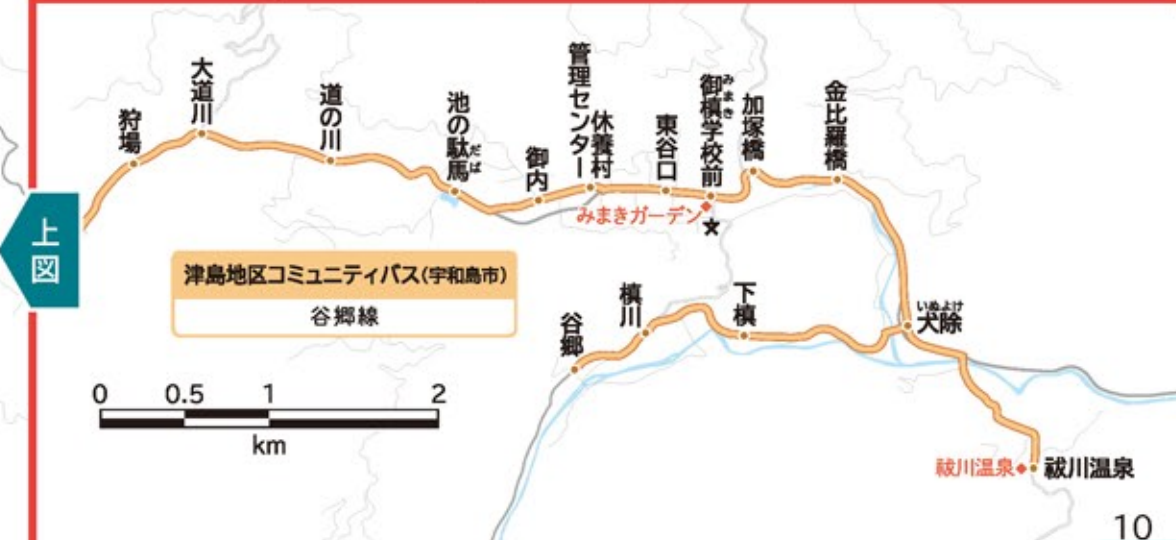 狩場
大道川
道の川
池の駄馬
だば
御内
管理センター
休養村
東谷口
御槙学校前
みまき
加塚橋
金比羅橋
みまきガーデン
上図
津島地区コミュニティバス(宇和島市)
谷郷線
谷郷
槙川
下槙
いぬよけ
犬除
0 0.5 1 2
km
祓川温泉
祓川温泉
10